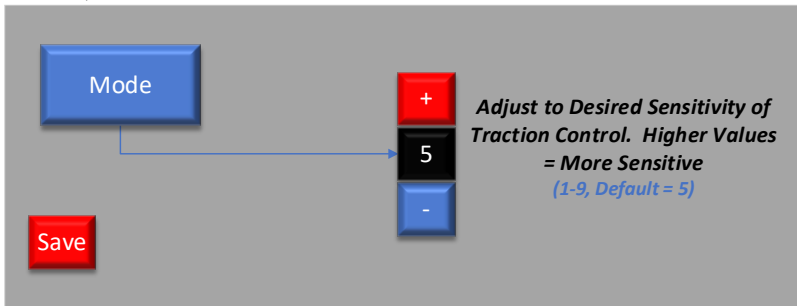 Mode
+
5
-
Adjust to Desired Sensitivity of
Traction Control. Higher Values
= More Sensitive
(1-9, Default = 5)
Save